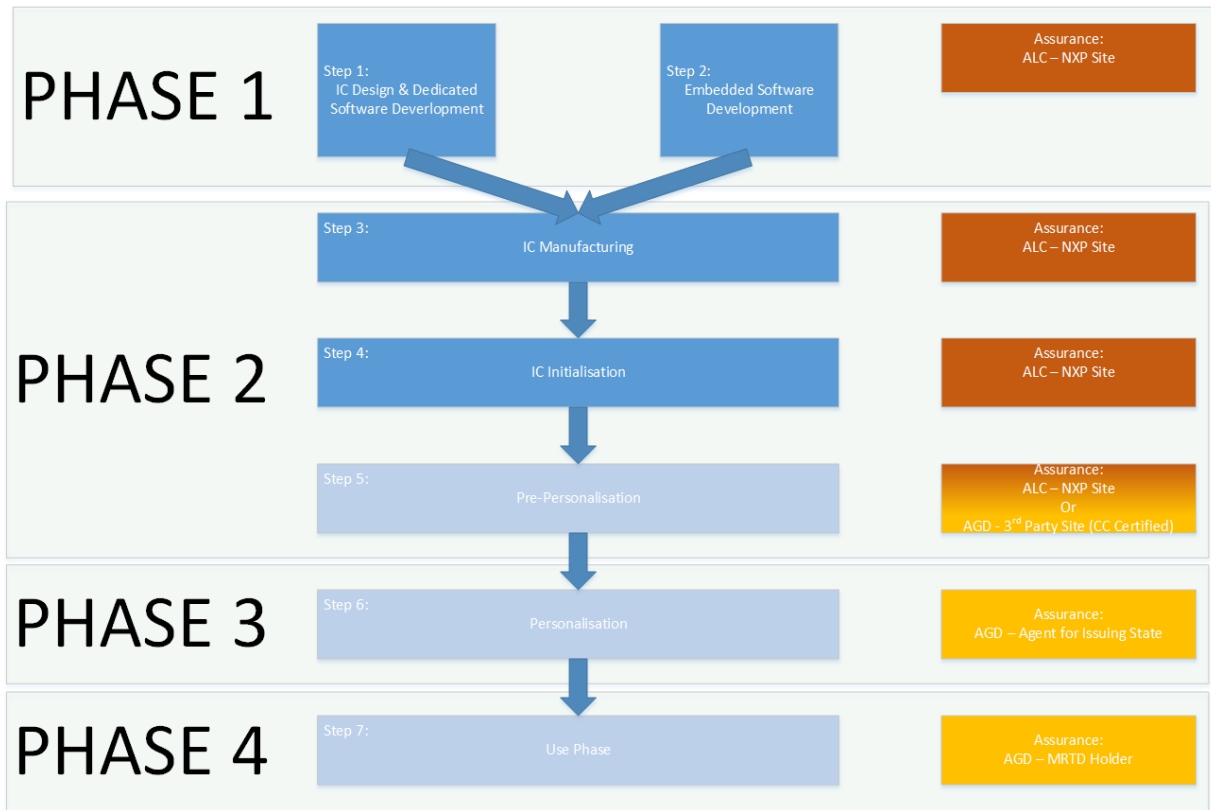 PHASE 1
Step 1:
IC Design & Dedicated
Software Deverlopment
Step 2:
Embedded Software
Development
Assurance:
ALC – NXP Site
PHASE 2
Step 3:
IC Manufacturing
Assurance:
ALC – NXP Site
Step 4:
IC Initialisation
Assurance:
ALC – NXP Site
Step 5:
Pre-Personalisation
Assurance:
ALC – NXP Site
Or
AGD - 3rd Party Site (CC Certified)
PHASE 3
Step 6:
Personalisation
Assurance:
AGD – Agent for Issuing State
PHASE 4
Step 7:
Use Phase
Assurance:
AGD – MRTD Holder